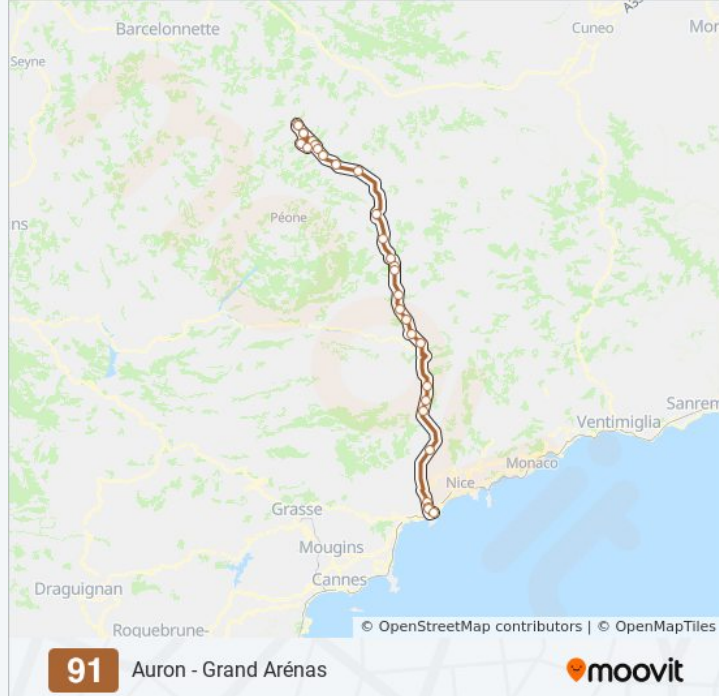 Barcelonnette
Cuneo
A33
Mor
Seyne
ns
Péone
Sanrem
Ventimiglia
Monaco
Nice
Grasse
Mougins
Cannes
Draguignan
Roquebrune-
© OpenStreetMap contributors | © OpenMapTiles
91 Auron - Grand Arénas
moovit